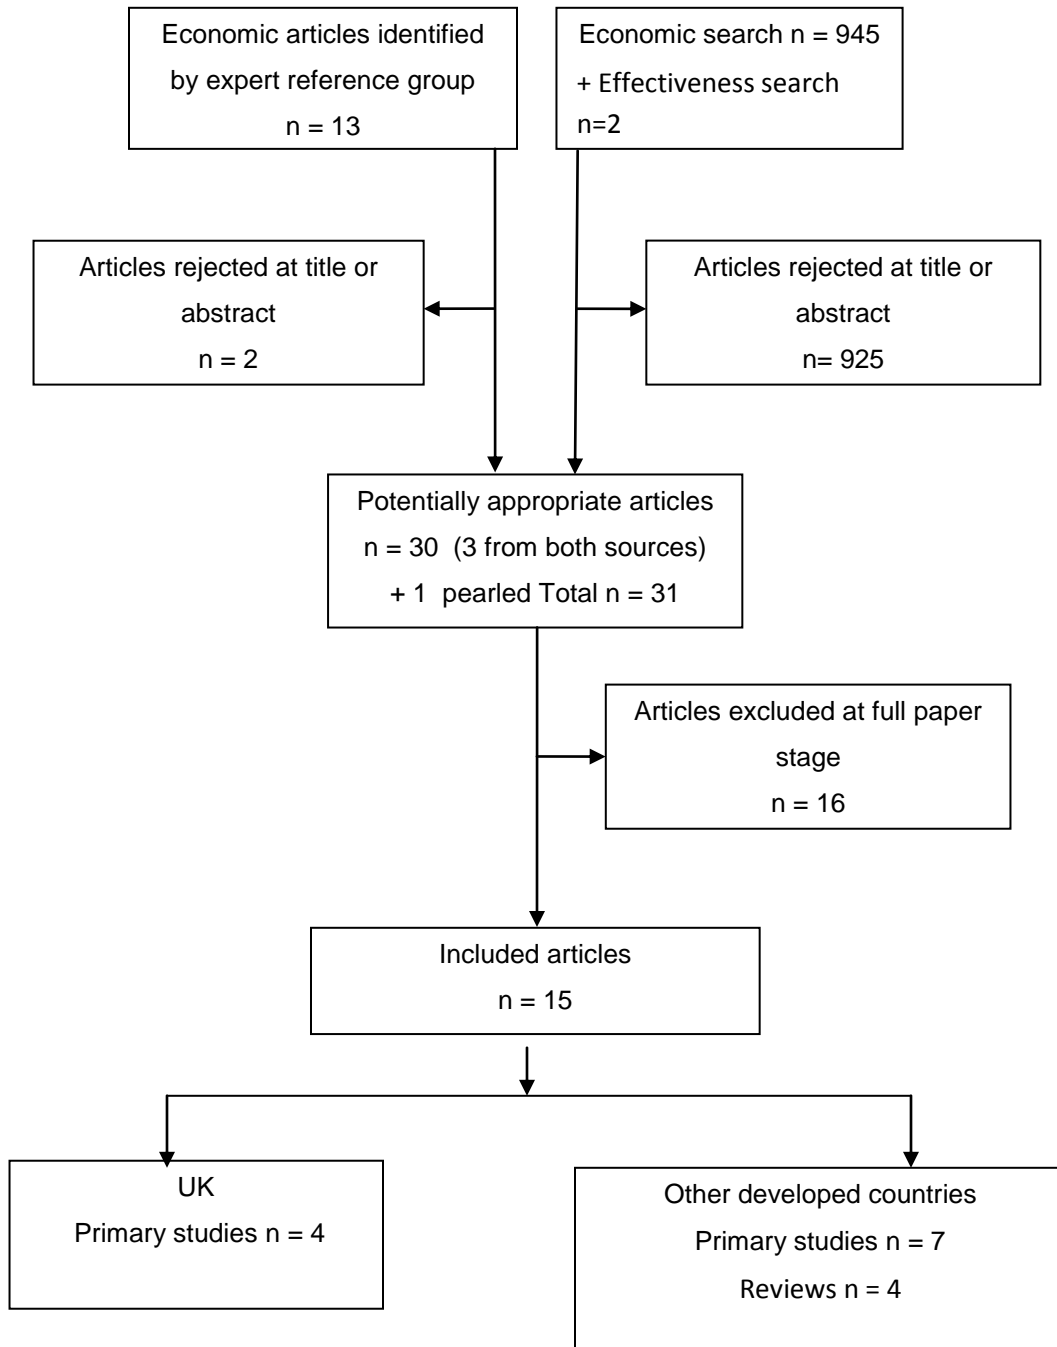 Economic articles identified
by expert reference group
n = 13
Economic search n = 945
+ Effectiveness search
n=2
Articles rejected at title or
abstract
n = 2
Articles rejected at title or
abstract
n= 925
Potentially appropriate articles
n = 30  (3 from both sources)
+ 1  pearled Total n = 31
Articles excluded at full paper
stage
n = 16
Included articles
n = 15
UK
Primary studies n = 4
Other developed countries
Primary studies n = 7
Reviews n = 4